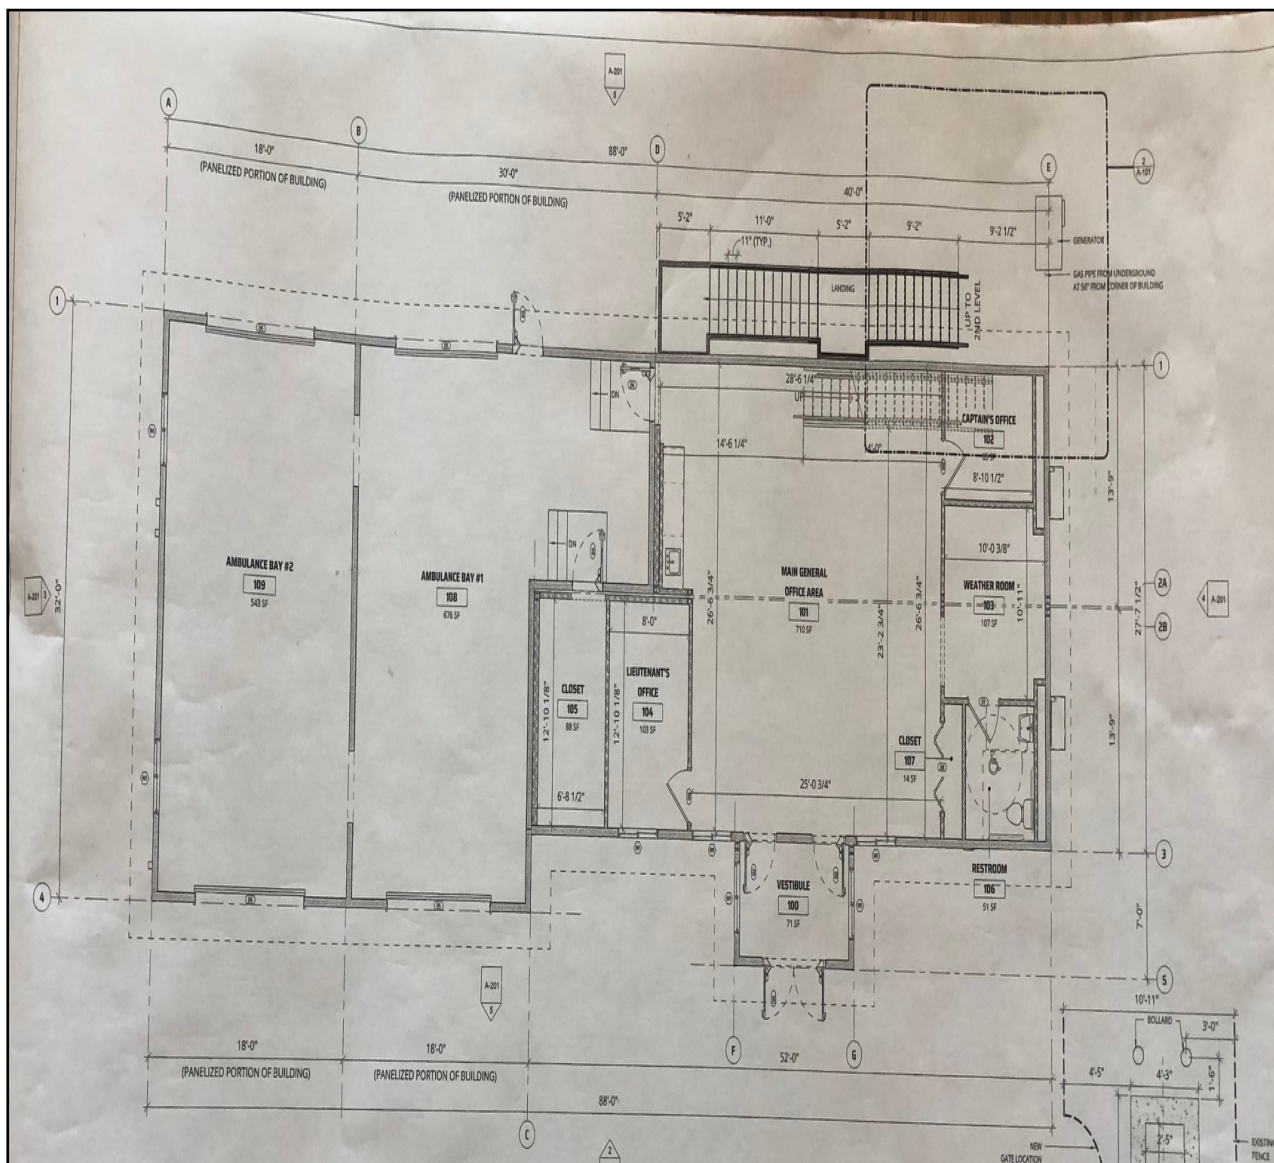 A-201
5
A
B
D
E
2
A-101
18'-0"
88'-0"
(PANELIZED PORTION OF BUILDING)
30'-0"
(PANELIZED PORTION OF BUILDING)
40'-0"
5'-2"
11'-0"
5'-2"
9'-2"
9'-2 1/2"
11" (TYP.)
GENERATOR
GAS PIPE FROM UNDERGROUND
AT 56" FROM CORNER OF BUILDING
LANDING
UP TO
2ND LEVEL
1
1
28'-6 1/4"
UP
DN
CAPTAIN'S OFFICE
102
14'-6 1/4"
8'-10 1/2"
13'-9"
DN
10'-0 3/8"
AMBULANCE BAY #2
109
543 SF
AMBULANCE BAY #1
108
676 SF
MAIN GENERAL
OFFICE AREA
101
710 SF
WEATHER ROOM
103
107 SF
10'-11"
2A
2B
27'-7 1/2"
A-201
3
32'-0"
4
A-201
26'-6 3/4"
23'-2 3/4"
26'-6 3/4"
8'-0"
LIEUTENANT'S
OFFICE
104
103 SF
CLOSET
105
88 SF
12'-10 1/8"
12'-10 1/8"
CLOSET
107
14 SF
13'-9"
6'-8 1/2"
25'-0 3/4"
3
RESTROOM
106
51 SF
VESTIBULE
100
71 SF
4
7'-0"
5
A-201
6
10'-11"
BOLLARD
3'-0"
F
G
18'-0"
18'-0"
52'-0"
(PANELIZED PORTION OF BUILDING)
(PANELIZED PORTION OF BUILDING)
4'-5"
4'-3"
1'-6"
88'-0"
C
2
2'-5"
NEW
GATE LOCATION
EXISTING
FENCE